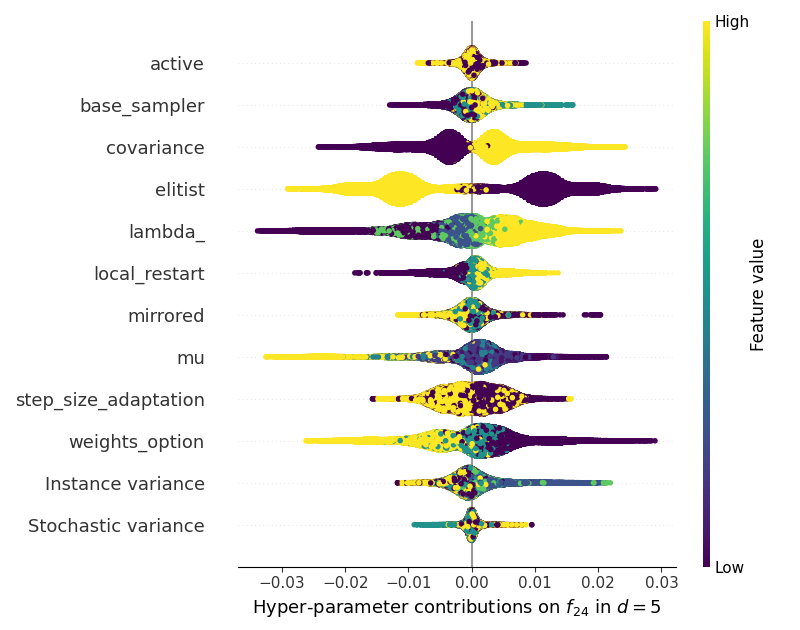 High
active
base_sampler
covariance
elitist
lambda_
local_restart
mirrored
mu
step_size_adaptation
weights_option
Instance variance
Stochastic variance
Feature value
Low
−0.03 −0.02 −0.01 0.00 0.01 0.02 0.03
Hyper-parameter contributions on f24 in d = 5